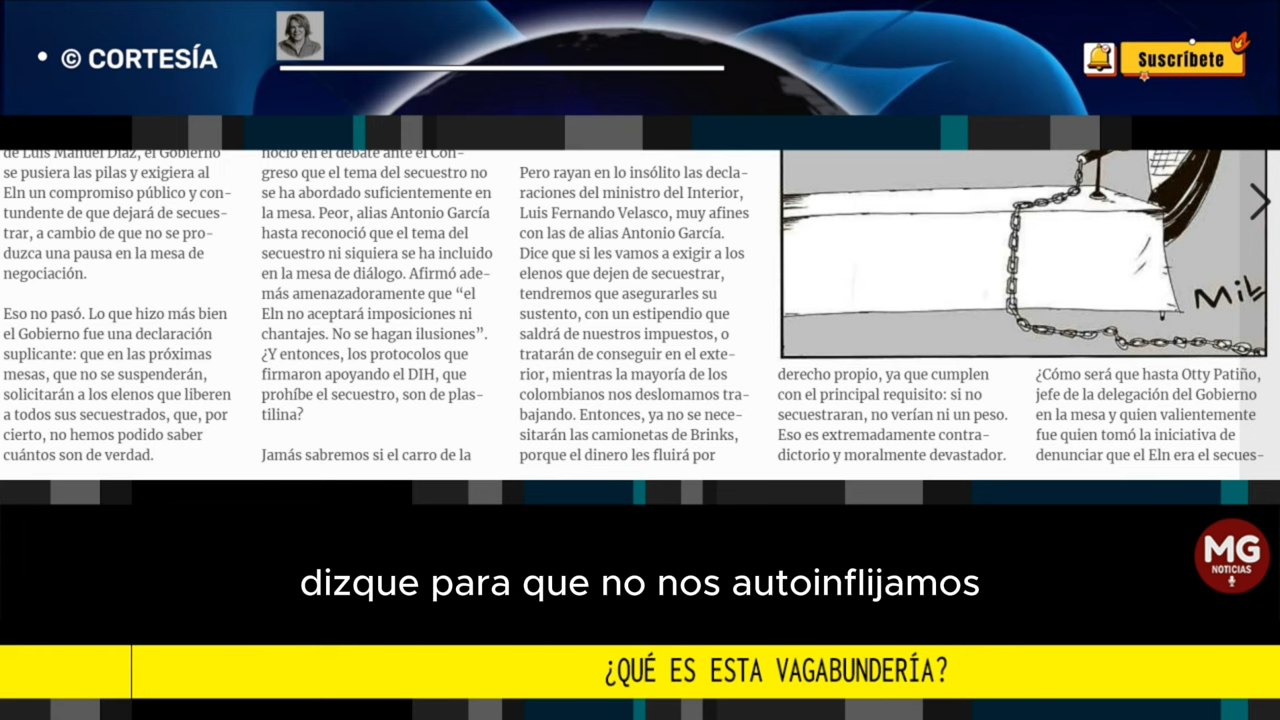 • © CORTESÍA
Suscríbete
de Luis Manuel Díaz, el Gobierno
se pusiera las pilas y exigiera al
Eln un compromiso público y con-
tundente de que dejará de secues-
trar, a cambio de que no se pro-
duzca una pausa en la mesa de
negociación.
Eso no pasó. Lo que hizo más bien
el Gobierno fue una declaración
suplicante: que en las próximas
mesas, que no se suspenderán,
solicitarán a los elenos que liberen
a todos sus secuestrados, que, por
cierto, no hemos podido saber
cuántos son de verdad.
noció en el debate ante el Con-
greso que el tema del secuestro no
se ha abordado suficientemente en
la mesa. Peor, alias Antonio García
hasta reconoció que el tema del
secuestro ni siquiera se ha incluido
en la mesa de diálogo. Afirmó ade-
más amenazadoramente que “el
Eln no aceptará imposiciones ni
chantajes. No se hagan ilusiones”.
¿Y entonces, los protocolos que
firmaron apoyando el DIH, que
prohíbe el secuestro, son de plas-
tilina?
Jamás sabremos si el carro de la
Pero rayan en lo insólito las decla-
raciones del ministro del Interior,
Luis Fernando Velasco, muy afines
con las de alias Antonio García.
Dice que si les vamos a exigir a los
elenos que dejen de secuestrar,
tendremos que asegurarles su
sustento, con un estipendio que
saldrá de nuestros impuestos, o
tratarán de conseguir en el exte-
rior, mientras la mayoría de los
colombianos nos deslomamos tra-
bajando. Entonces, ya no se nece-
sitarán las camionetas de Brinks,
porque el dinero les fluirá por
Mil
derecho propio, ya que cumplen
con el principal requisito: si no
secuestraran, no verían ni un peso.
Eso es extremadamente contra-
dictorio y moralmente devastador.
¿Cómo será que hasta Otty Patiño,
jefe de la delegación del Gobierno
en la mesa y quien valientemente
fue quien tomó la iniciativa de
denunciar que el Eln era el secues-
MG
NOTICIAS
dizque para que no nos autoinflijamos
¿QUÉ ES ESTA VAGABUNDERÍA?